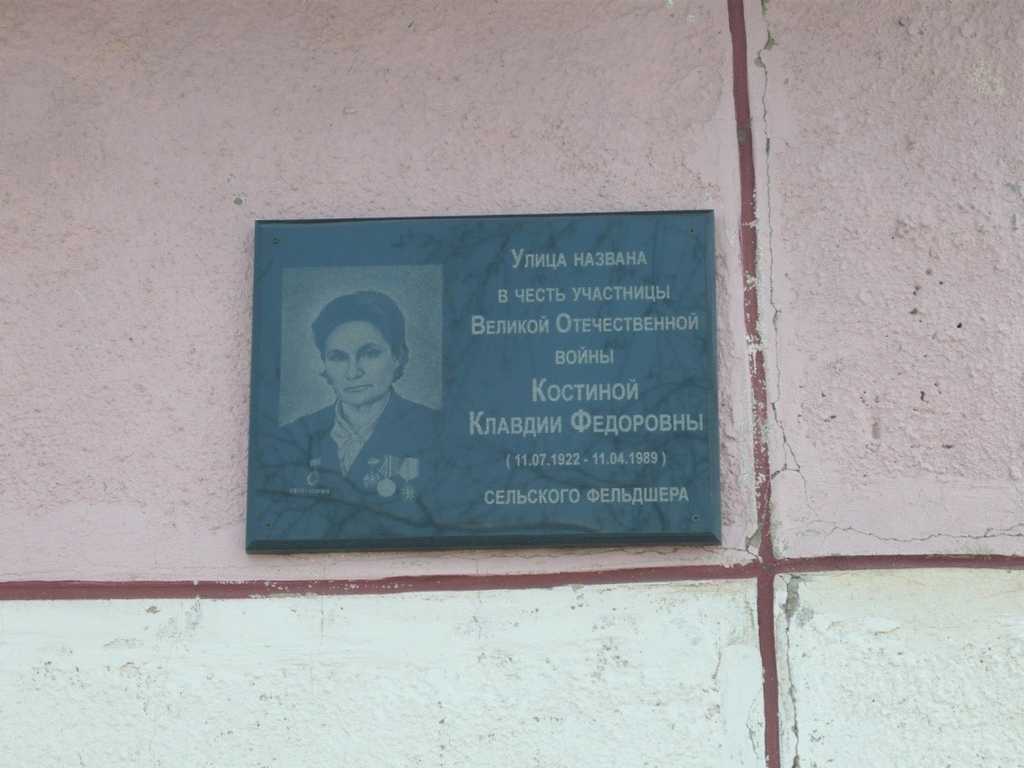 Улица названа
в честь участницы
Великой Отечественной
войны
Костиной
Клавдии Федоровны
( 11.07.1922 - 11.04.1989 )
сельского фельдшера